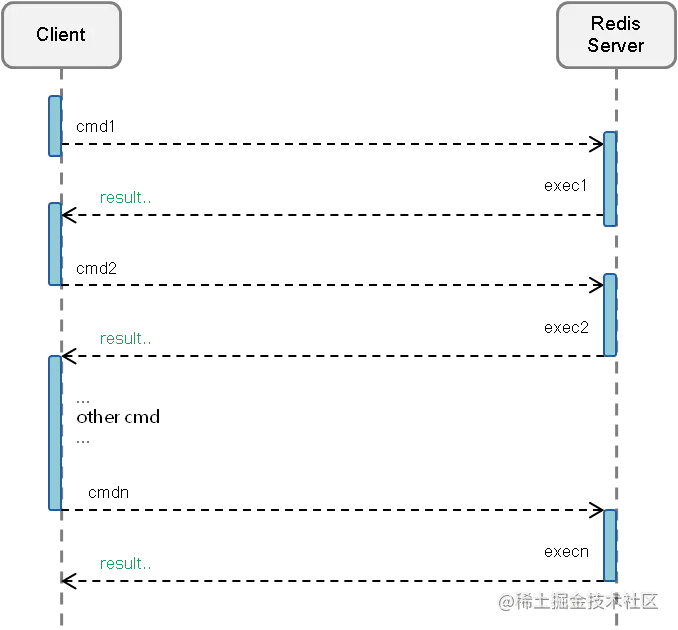 Client
Redis
Server
cmd1
exec1
result..
cmd2
exec2
result..
...
other cmd
...
cmdn
execn
result..
@稀土掘金技术社区